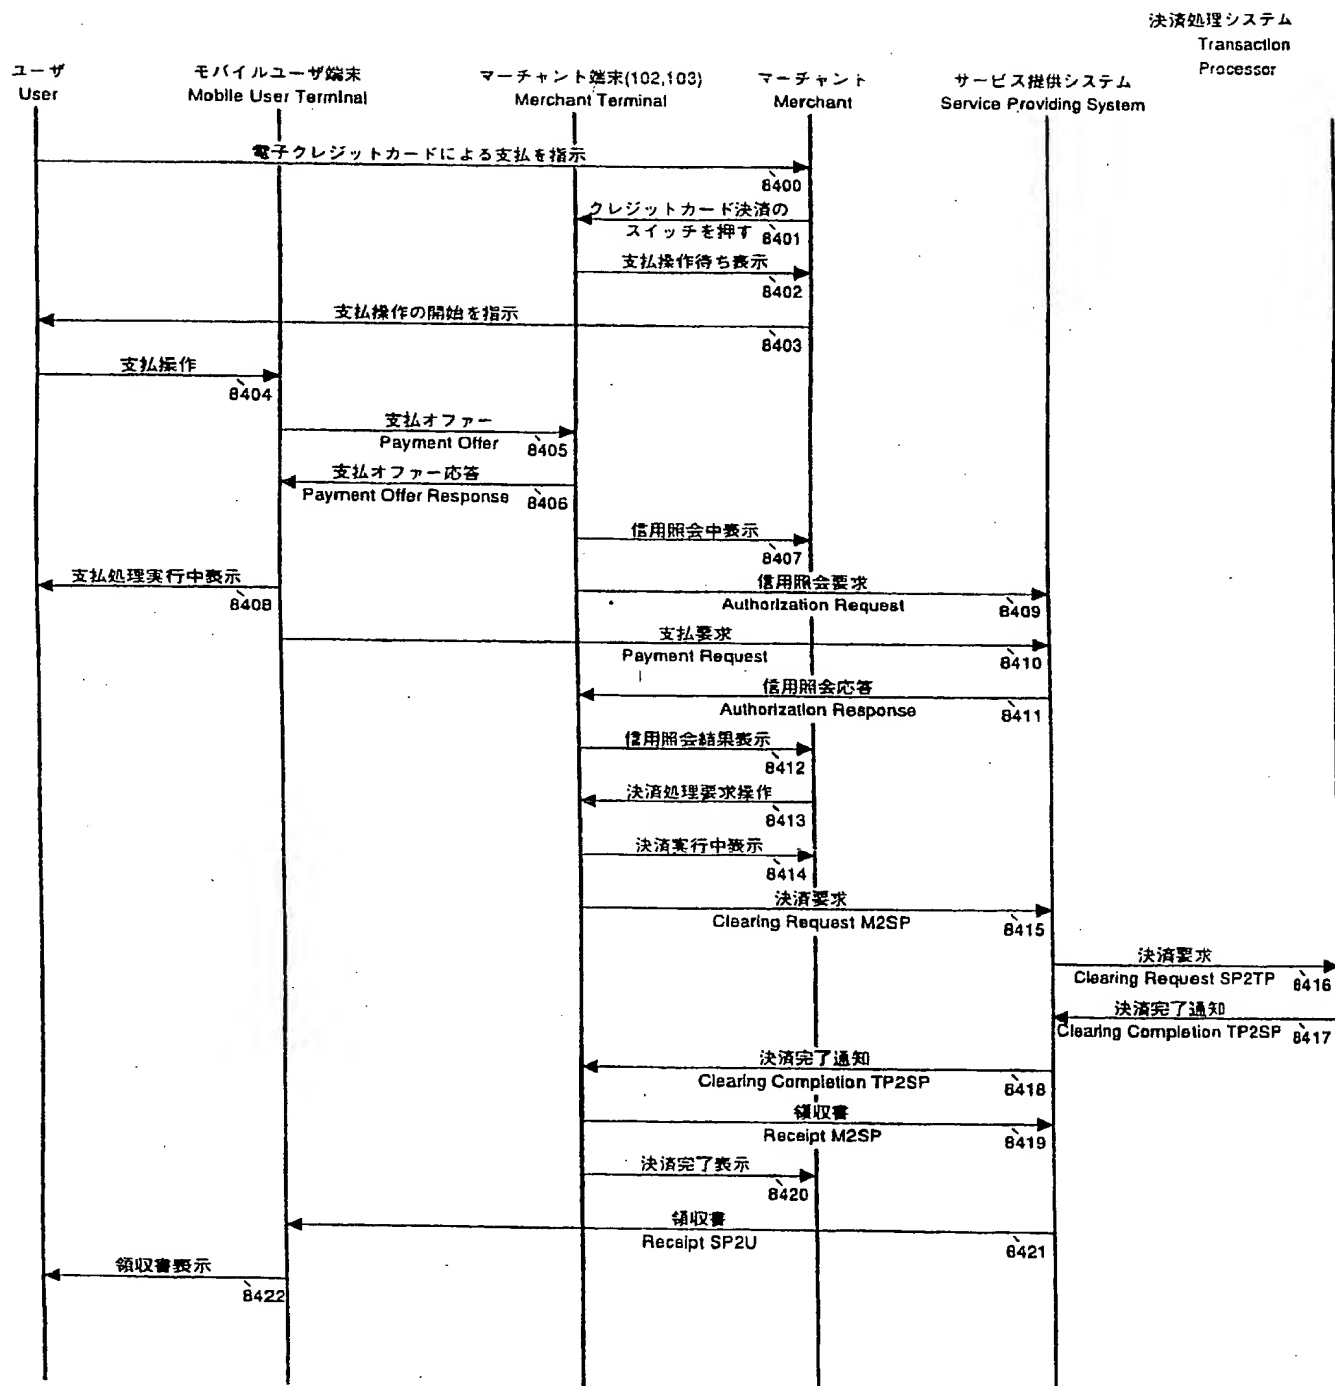 決済処理システム
Transaction
Processor
ユーザ
User
モバイルユーザ端末
Mobile User Terminal
マーチャント端末(102,103)
Merchant Terminal
マーチャント
Merchant
サービス提供システム
Service Providing System
電子クレジットカードによる支払を指示
8400
クレジットカード決済の
スイッチを押す
8401
支払操作待ち表示
8402
支払操作の開始を指示
8403
支払操作
8404
支払オファー
Payment Offer
8405
支払オファー応答
Payment Offer Response
8406
信用照会中表示
8407
支払処理実行中表示
8408
信用照会要求
Authorization Request
8409
支払要求
Payment Request
8410
信用照会応答
Authorization Response
8411
信用照会結果表示
8412
決済処理要求操作
8413
決済実行中表示
8414
決済要求
Clearing Request M2SP
8415
決済要求
Clearing Request SP2TP
8416
決済完了通知
Clearing Completion TP2SP
8417
決済完了通知
Clearing Completion TP2SP
8418
領収書
Receipt M2SP
8419
決済完了表示
8420
領収書
Receipt SP2U
8421
領収書表示
8422